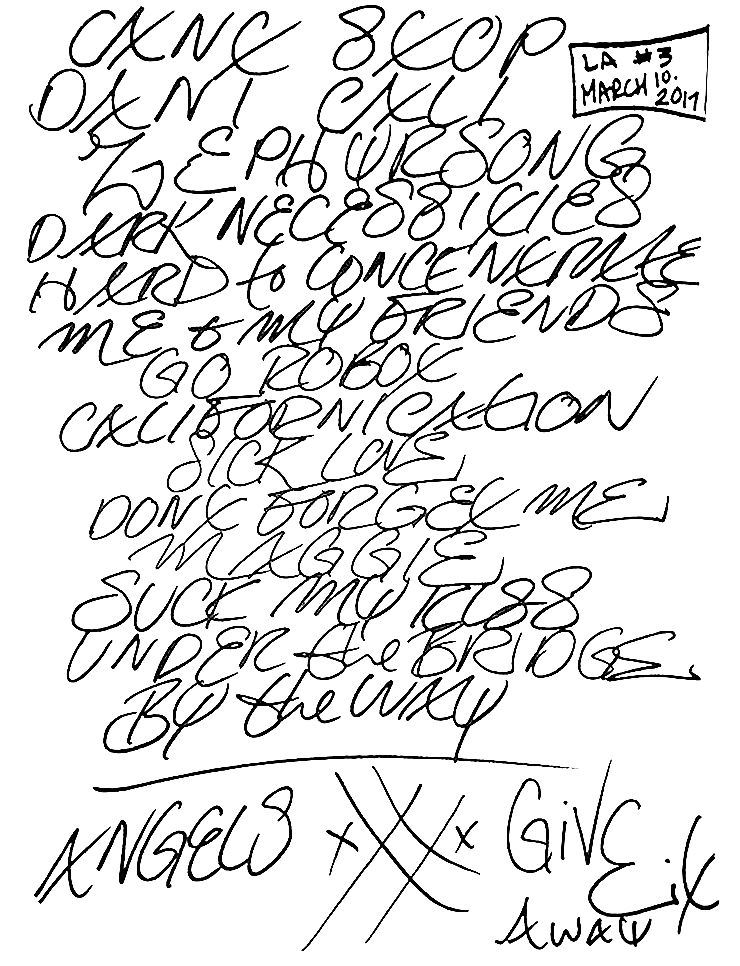 CANT STOP
LA #3
MARCH 10. 2017
DANI CALI
ZEPHYR SONG
DARK NECESSITIES
HARD to CONCENTRATE
ME & MY FRIENDS
GO ROBOT
CALIFORNICATION
SICK LOVE
DONT FORGET ME
MAGGIE
SUCK MY KISS
UNDER the BRIDGE
BY the WAY
ANGELS X X GiVE
Eit
AWAY